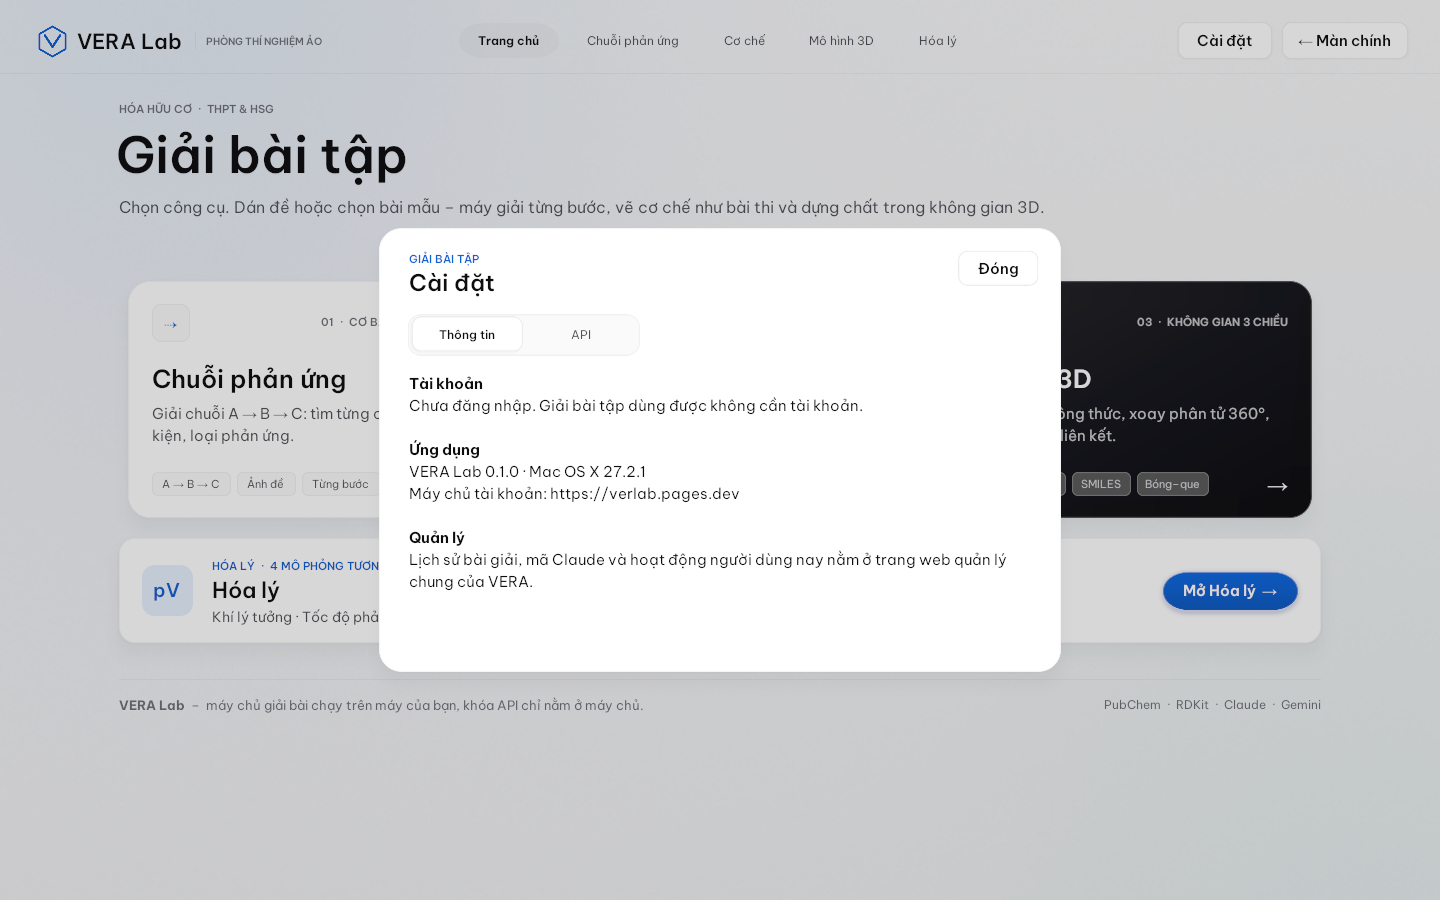 VERA Lab
PHÒNG THÍ NGHIỆM ẢO
Trang chủ
Chuỗi phản ứng
Cơ chế
Mô hình 3D
Hóa lý
Cài đặt
← Màn chính
HÓA HỮU CƠ · THPT & HSG
Giải bài tập
Chọn công cụ. Dán đề hoặc chọn bài mẫu – máy giải từng bước, vẽ cơ chế như bài thi và dựng chất trong không gian 3D.
GIẢI BÀI TẬP
Cài đặt
Đóng
Thông tin
API
Tài khoản
Chưa đăng nhập. Giải bài tập dùng được không cần tài khoản.
Ứng dụng
VERA Lab 0.1.0 · Mac OS X 27.2.1
Máy chủ tài khoản: https://verlab.pages.dev
Quản lý
Lịch sử bài giải, mã Claude và hoạt động người dùng nay nằm ở trang web quản lý
chung của VERA.
01 · CƠ B
Chuỗi phản ứng
Giải chuỗi A → B → C: tìm từng
kiện, loại phản ứng.
A → B → C
Ảnh đề
Từng bước
03 · KHÔNG GIAN 3 CHIỀU
3D
ông thức, xoay phân tử 360°,
liên kết.
SMILES
Bóng–que
→
pV
HÓA LÝ · 4 MÔ PHỎNG TƯƠN
Hóa lý
Khí lý tưởng · Tốc độ phả
Mở Hóa lý →
VERA Lab – máy chủ giải bài chạy trên máy của bạn, khóa API chỉ nằm ở máy chủ.
PubChem · RDKit · Claude · Gemini